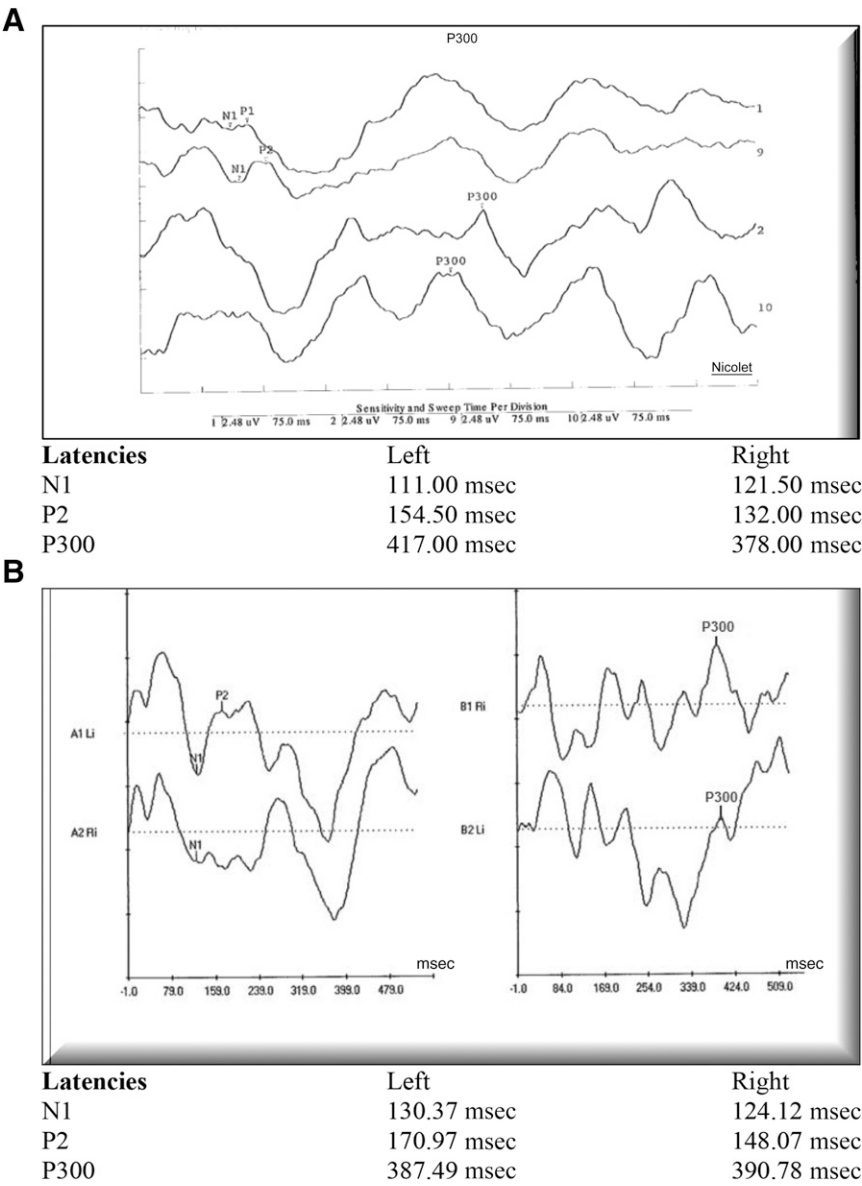 A
P300
N1 P1
1
P2
9
N1
P300
2
P300
10
Nicolet
Sensitivity and Sweep Time Per Division
1 2.48 uV 75.0 ms 2 2.48 uV 75.0 ms 9 2.48 uV 75.0 ms 10 2.48 uV 75.0 ms
Latencies Left Right
N1 111.00 msec 121.50 msec
P2 154.50 msec 132.00 msec
P300 417.00 msec 378.00 msec
B
P2
A1 Li
N1
A2 Ri
N1
msec
-1.0 79.0 159.0 239.0 319.0 399.0 479.0
P300
B1 Ri
P300
B2 Li
msec
-1.0 84.0 169.0 254.0 339.0 424.0 509.0
Latencies Left Right
N1 130.37 msec 124.12 msec
P2 170.97 msec 148.07 msec
P300 387.49 msec 390.78 msec